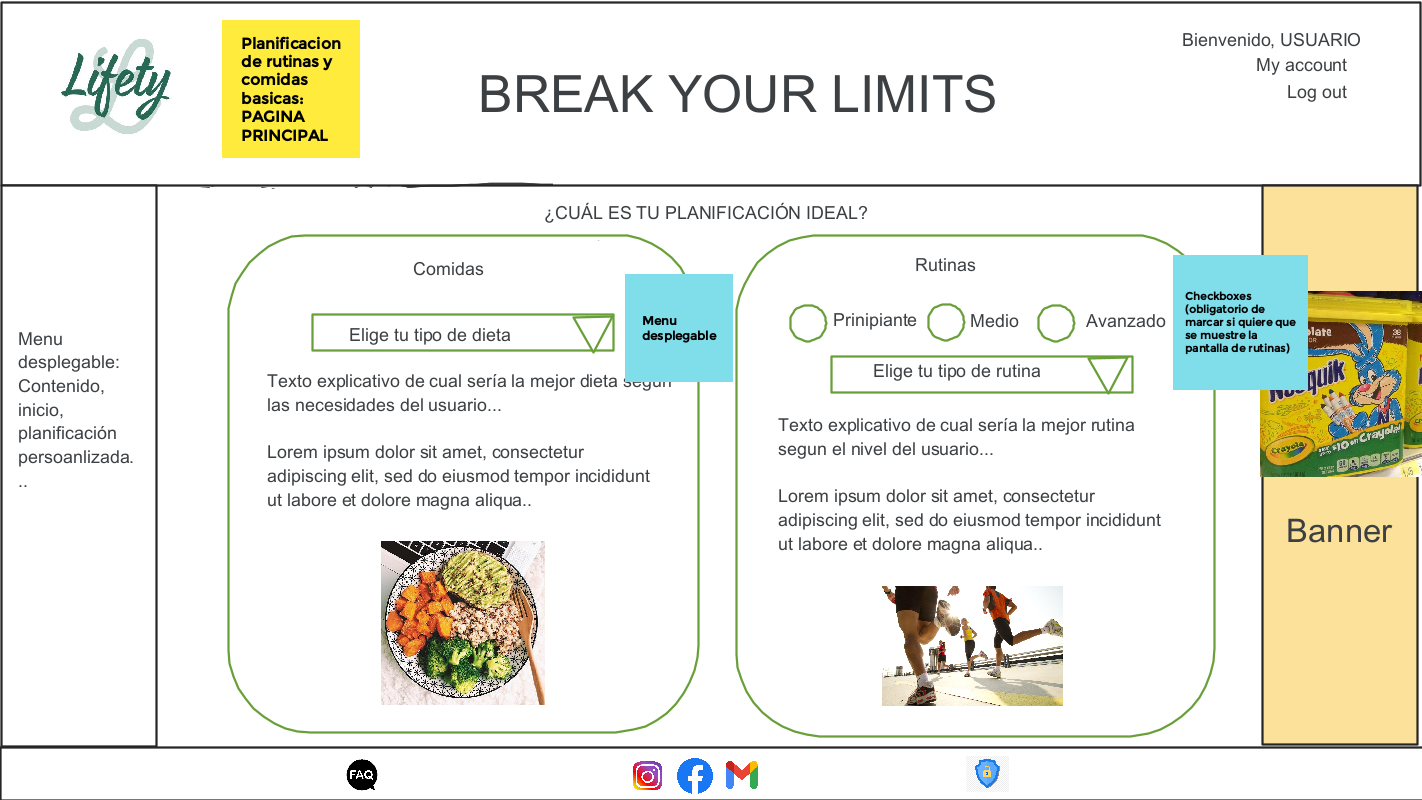 Lifety
Planificacion
de rutinas y
comidas
basicas:
PAGINA
PRINCIPAL
BREAK YOUR LIMITS
Bienvenido, USUARIO
My account
Log out
¿CUÁL ES TU PLANIFICACIÓN IDEAL?
Menu
desplegable:
Contenido,
inicio,
planificación
persoanlizada.
..
Comidas
Elige tu tipo de dieta
Menu
desplegable
Texto explicativo de cual sería la mejor dieta segun
las necesidades del usuario...
Lorem ipsum dolor sit amet, consectetur
adipiscing elit, sed do eiusmod tempor incididunt
ut labore et dolore magna aliqua..
Rutinas
Prinipiante
Medio
Avanzado
Elige tu tipo de rutina
Checkboxes
(obligatorio de
marcar si quiere que
se muestre la
pantalla de rutinas)
Texto explicativo de cual sería la mejor rutina
segun el nivel del usuario...
Lorem ipsum dolor sit amet, consectetur
adipiscing elit, sed do eiusmod tempor incididunt
ut labore et dolore magna aliqua..
Crayola
Banner
FAQ